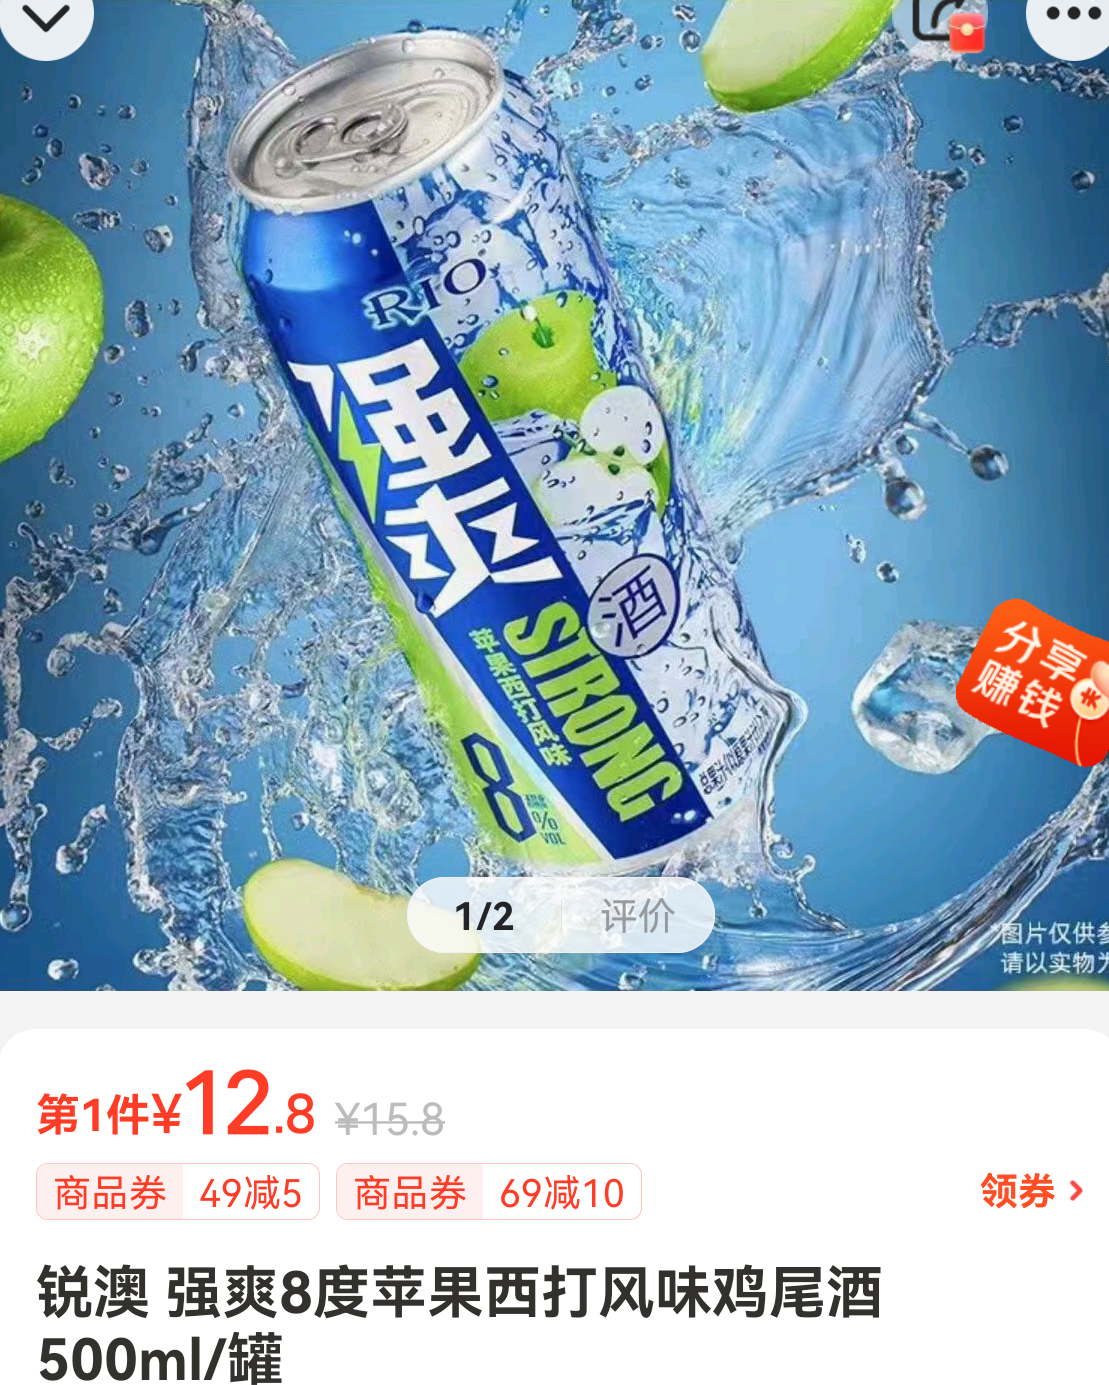 RIO
强爽
酒
STRONG
苹果西打风味
8
%
VOL
分享
赚钱
1/2 评价
图片仅供参
请以实物为
第1件¥12.8 ¥15.8
商品券 49减5 商品券 69减10 领券
锐澳 强爽8度苹果西打风味鸡尾酒
500ml/罐